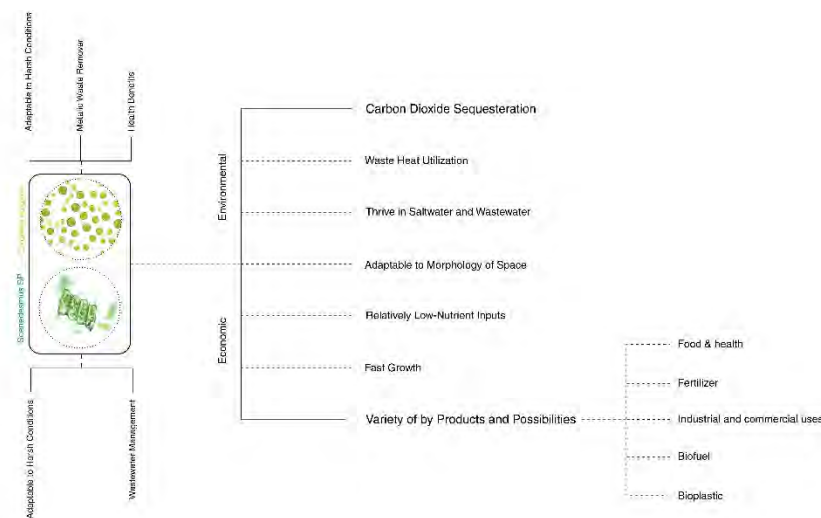 Adaptable to Harsh Conditions
Metalic Waste Remover
Health Benefits
Scenedesmus SP
Adaptable to Harsh Conditions
Wastewater Management
Environmental
Economic
Carbon Dioxide Sequesteration
Waste Heat Utilization
Thrive in Saltwater and Wastewater
Adaptable to Morphology of Space
Relatively Low-Nutrient Inputs
Fast Growth
Variety of by Products and Possibilities
Food & health
Fertilizer
Industrial and commercial uses
Biofuel
Bioplastic